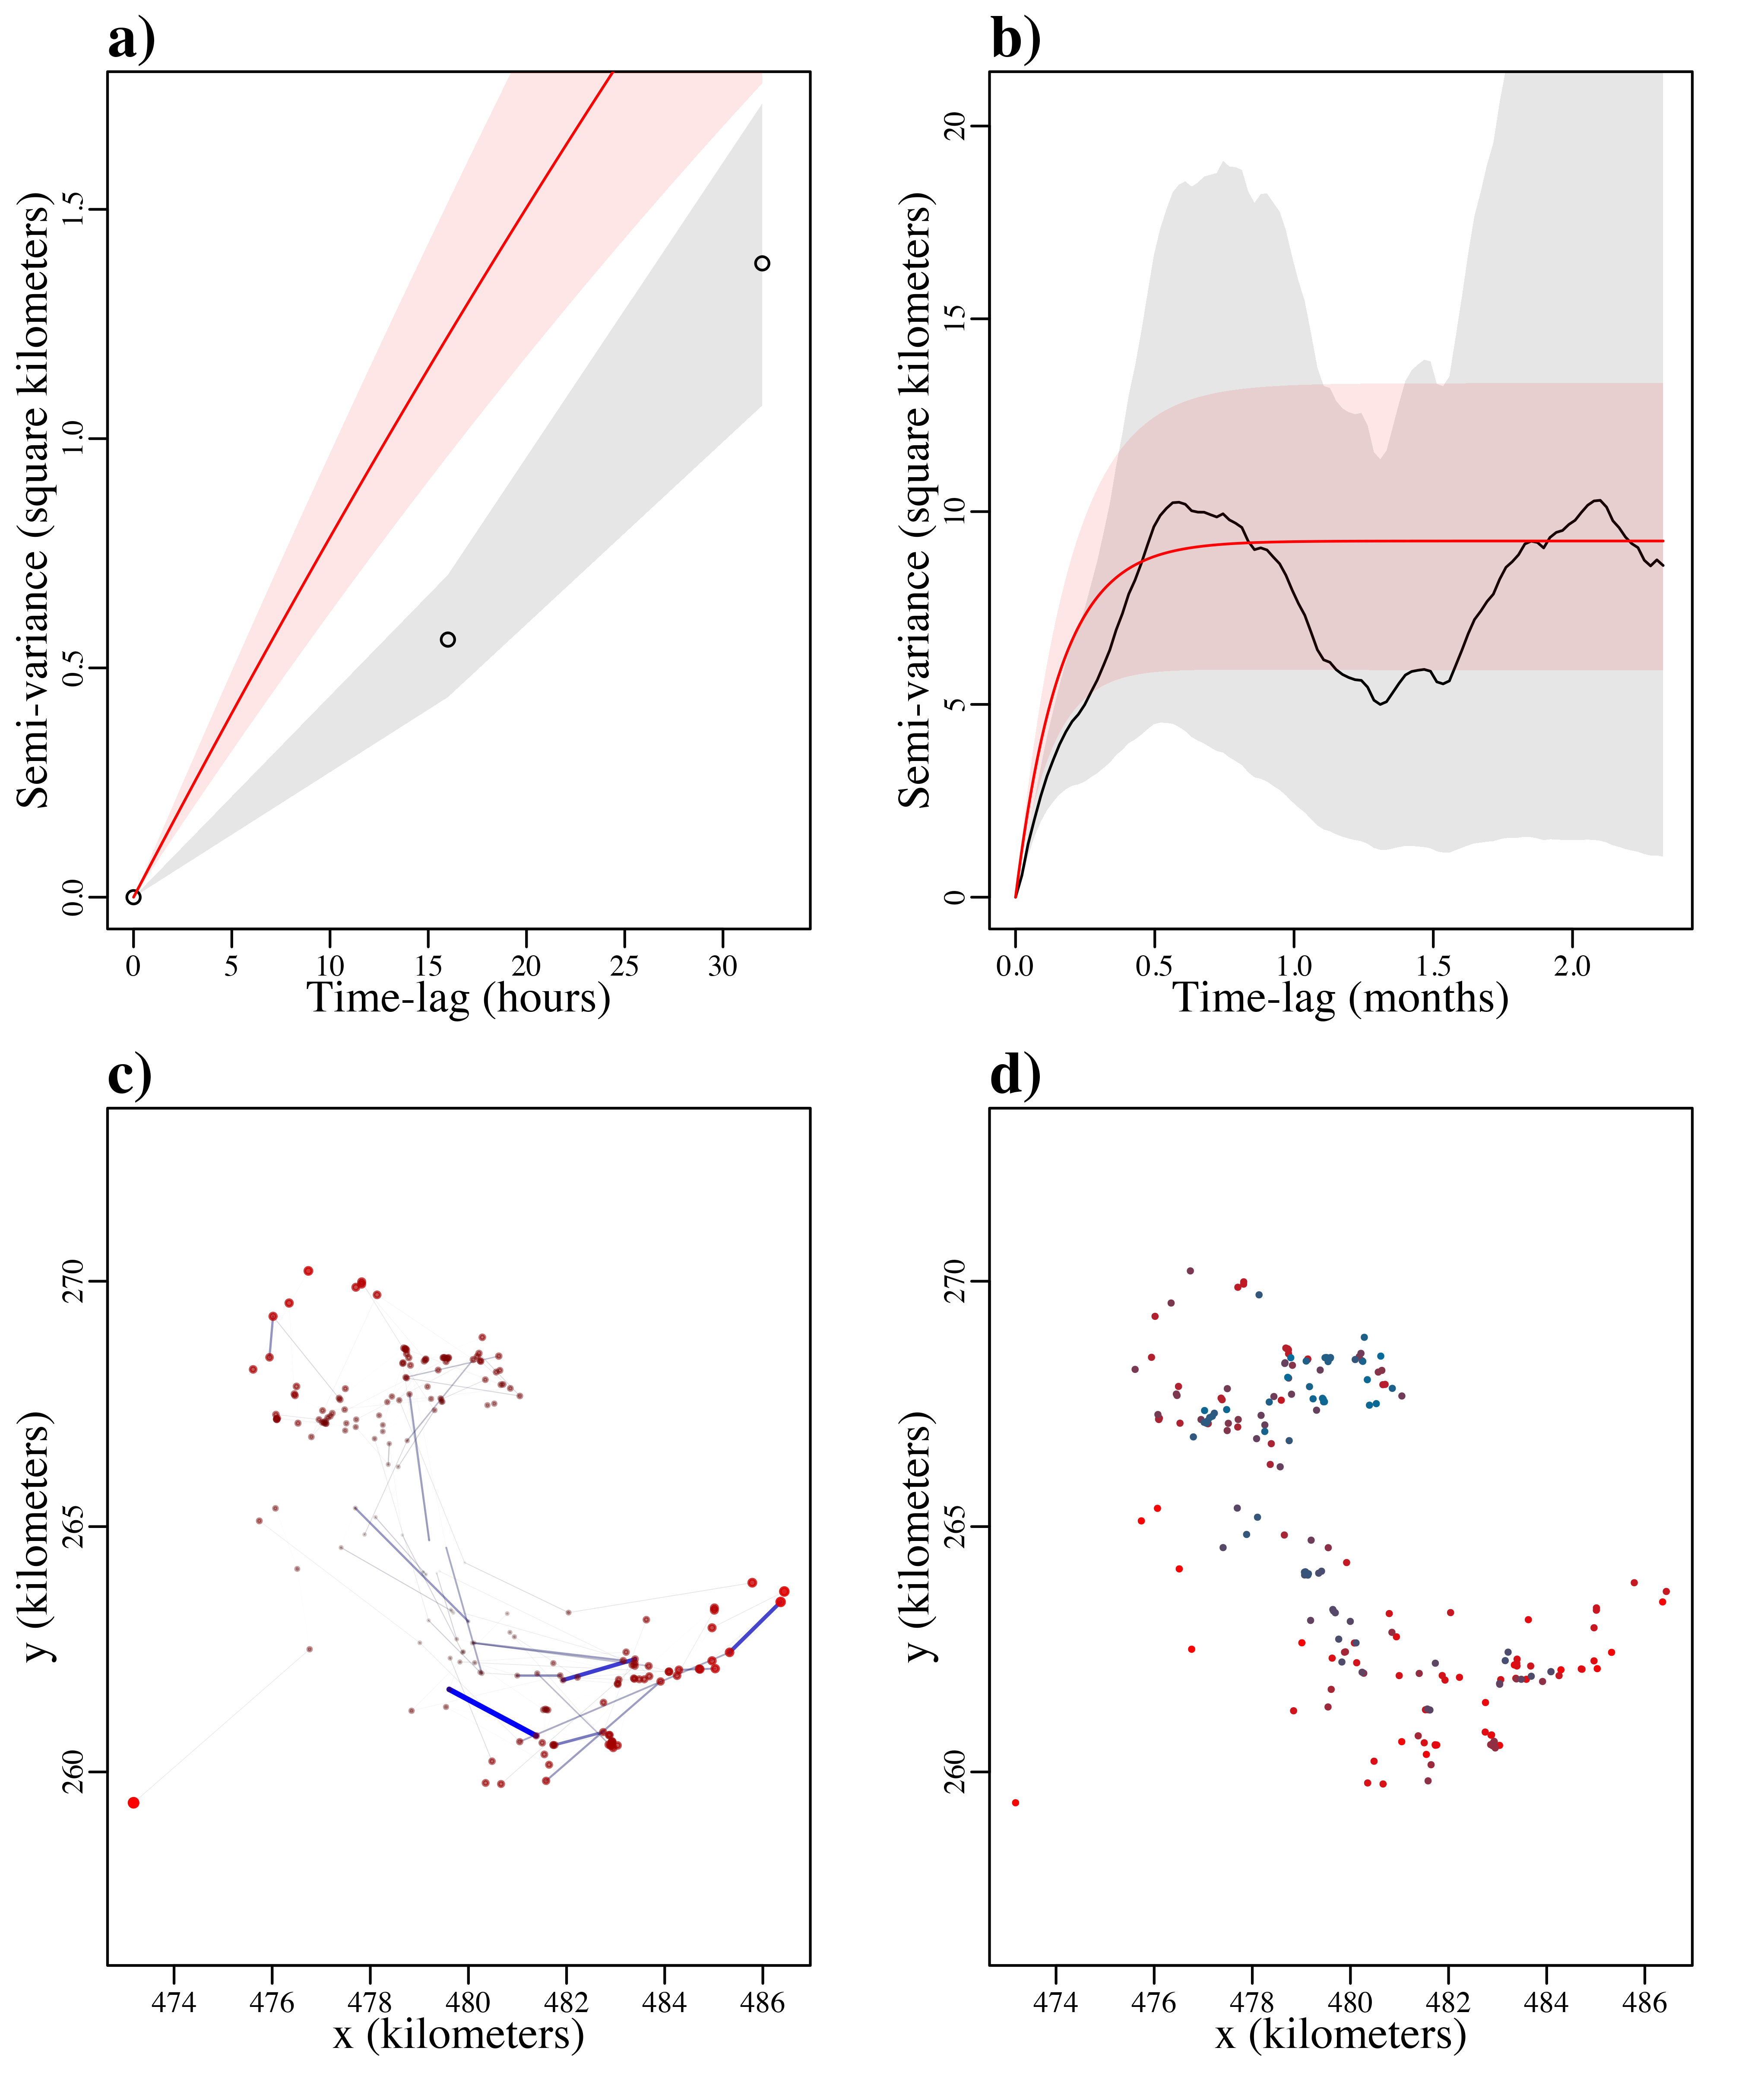 a)
Semi-variance (square kilometers)
1.5
1.0
0.5
0.0
0 5 10 15 20 25 30
Time-lag (hours)
b)
Semi-variance (square kilometers)
20
15
10
5
0
0.0 0.5 1.0 1.5 2.0
Time-lag (months)
c)
y (kilometers)
270
265
260
474 476 478 480 482 484 486
x (kilometers)
d)
y (kilometers)
270
265
260
474 476 478 480 482 484 486
x (kilometers)